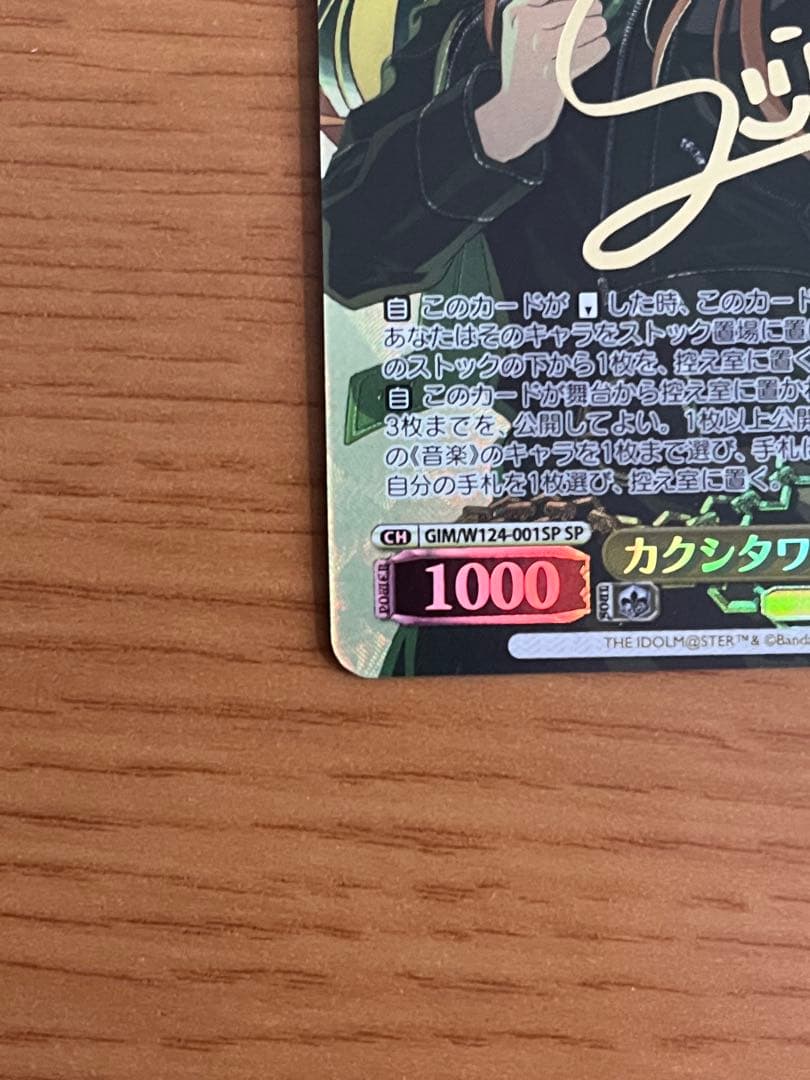 自 このカードが した時、このカード
あなたはそのキャラをストック置場に置
のストックの下から1枚を、控え室に置く
自 このカードが舞台から控え室に置か
3枚までを、公開してよい。1枚以上公開
の《音楽》のキャラを1枚まで選び、手札に
自分の手札を1枚選び、控え室に置く。
CH GIM/W124-001SP SP
カクシタワ
POWER 1000
SOUL
THE IDOLM@STER™& ©Banda